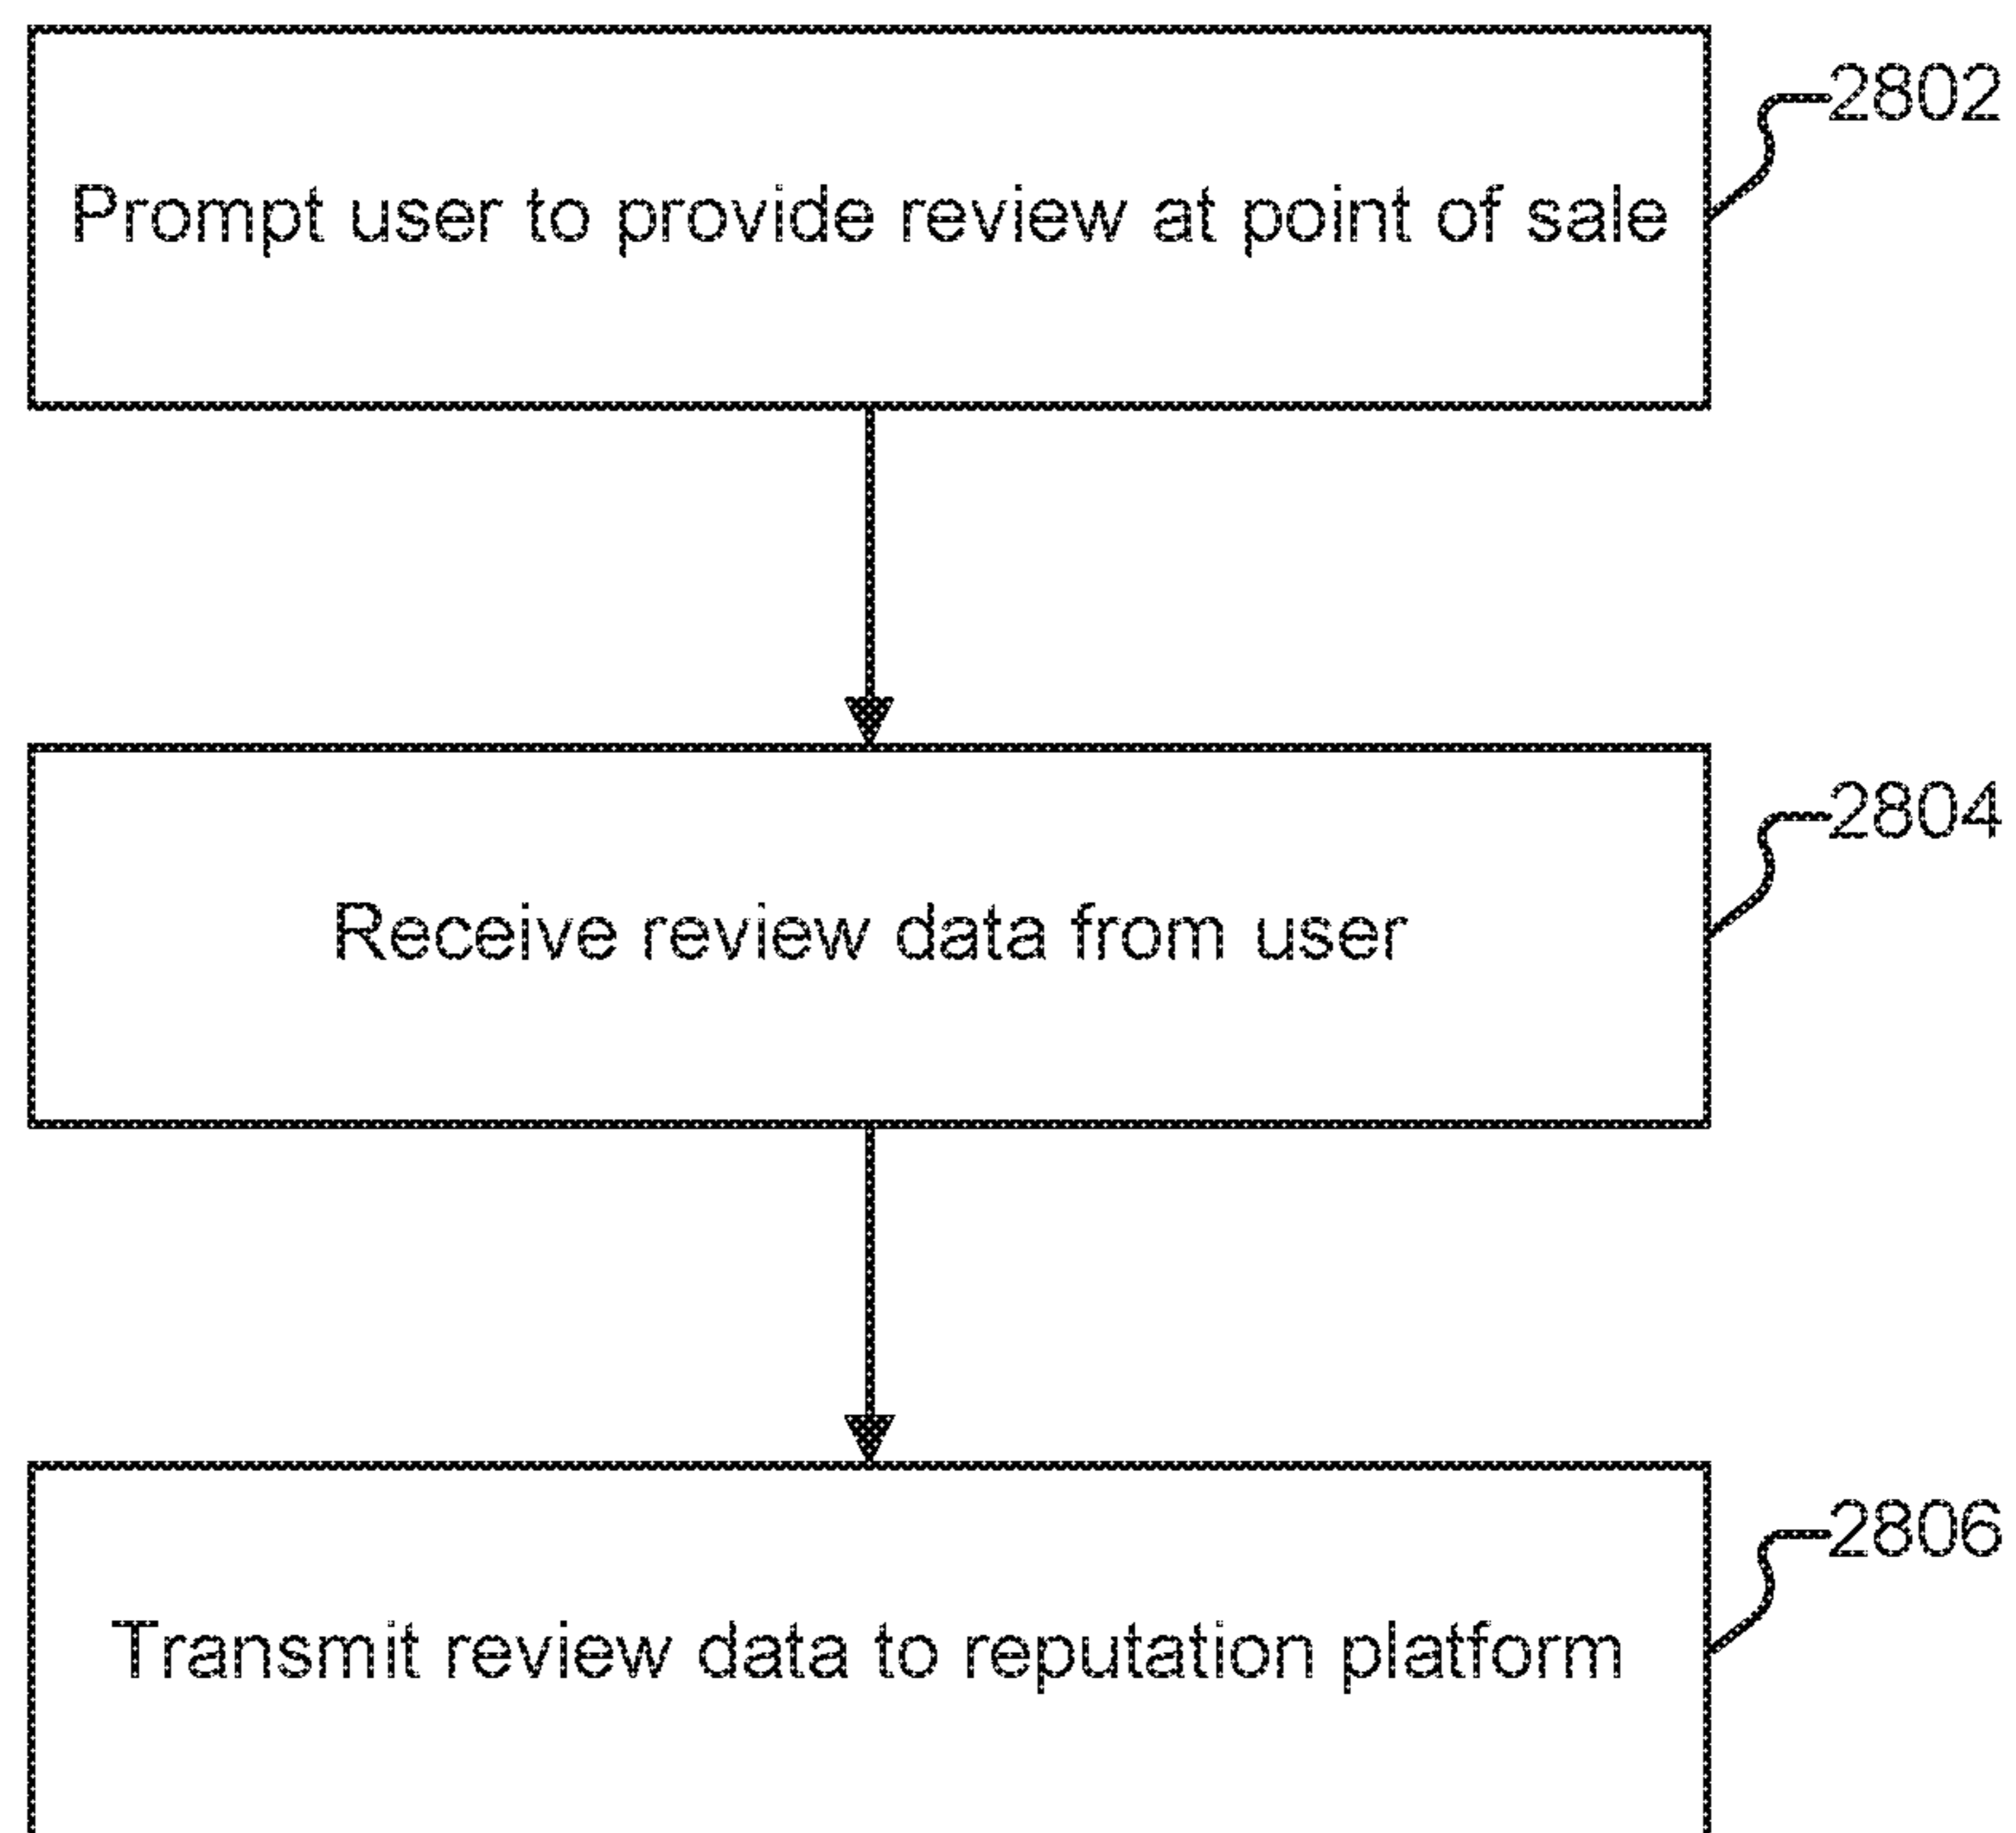 2802
Prompt user to provide review at point of sale
2804
Receive review data from user
2806
Transmit review data to reputation platform